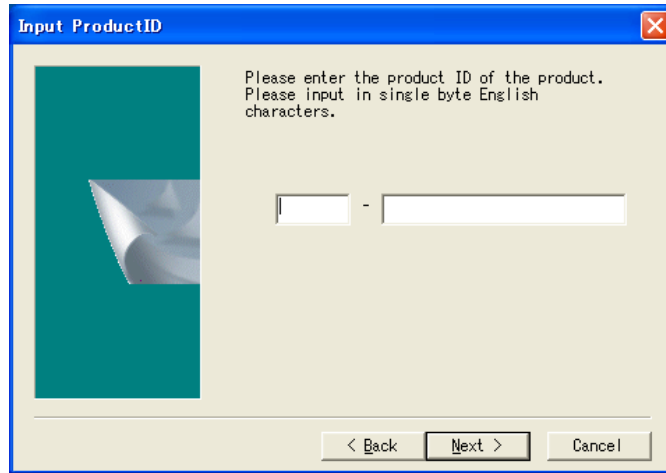 Input ProductID
Please enter the product ID of the product.
Please input in single byte English
characters.
-
< Back
Next >
Cancel